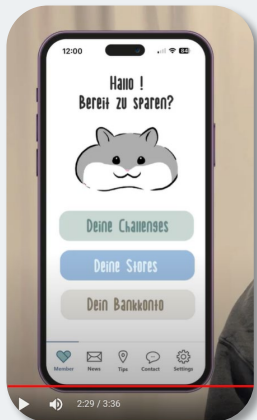 12:00
84
Hallo !
Bereit zu sparen?
Deine Challenges
Deine Stores
Dein Bankkonto
Member News Tips Contact Settings
2:29 / 3:36